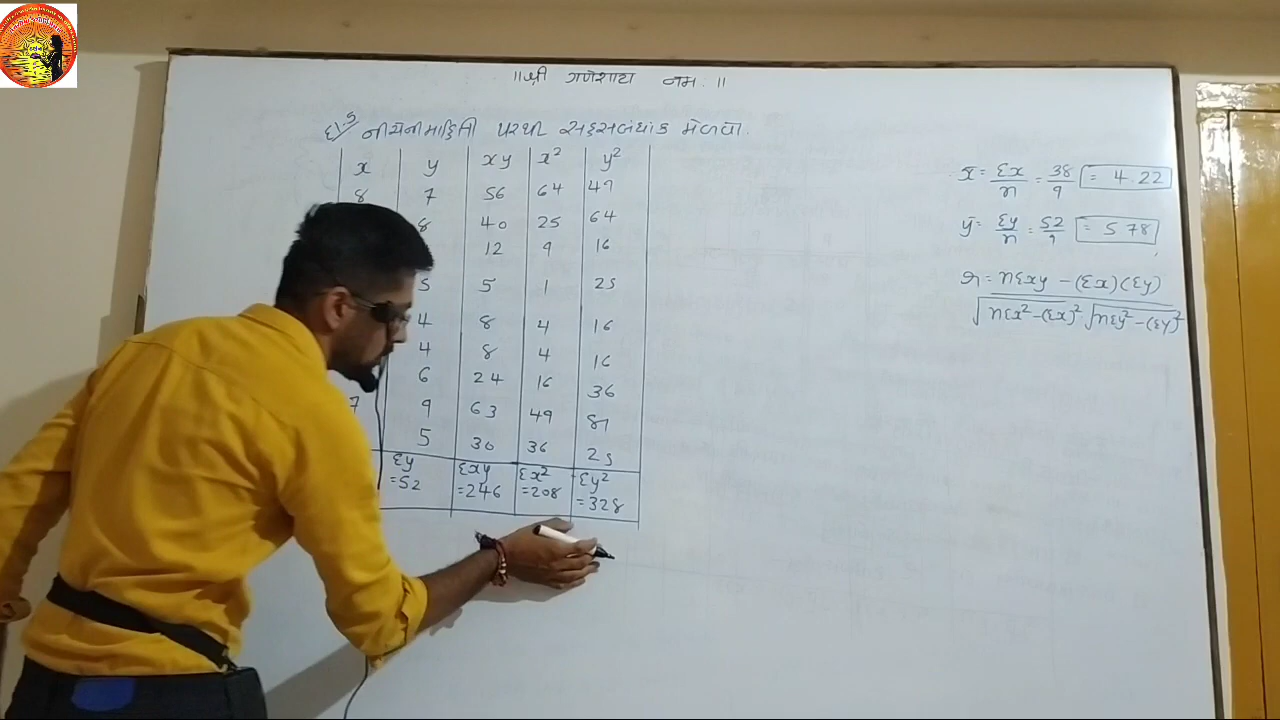 ॥ श्री गणेशाय नमः ॥
દા.૭ નીચેની માહિતી પરથી સહસંબંધાંક મેળવો.
x y xy x² y²
8 7 56 64 49
8 40 25 64
12 9 16
5 5 1 25
4 8 4 16
4 8 4 16
6 24 16 36
7 9 63 49 81
5 30 36 25
Σy =52 Σxy =246 Σx² =208 Σy² =328
x̄ = Σx/n = 38/9 = 4.22
ȳ = Σy/n = 52/9 = 5.78
r = nΣxy - (Σx)(Σy)
√nΣx² - (Σx)² √nΣy² - (Σy)²